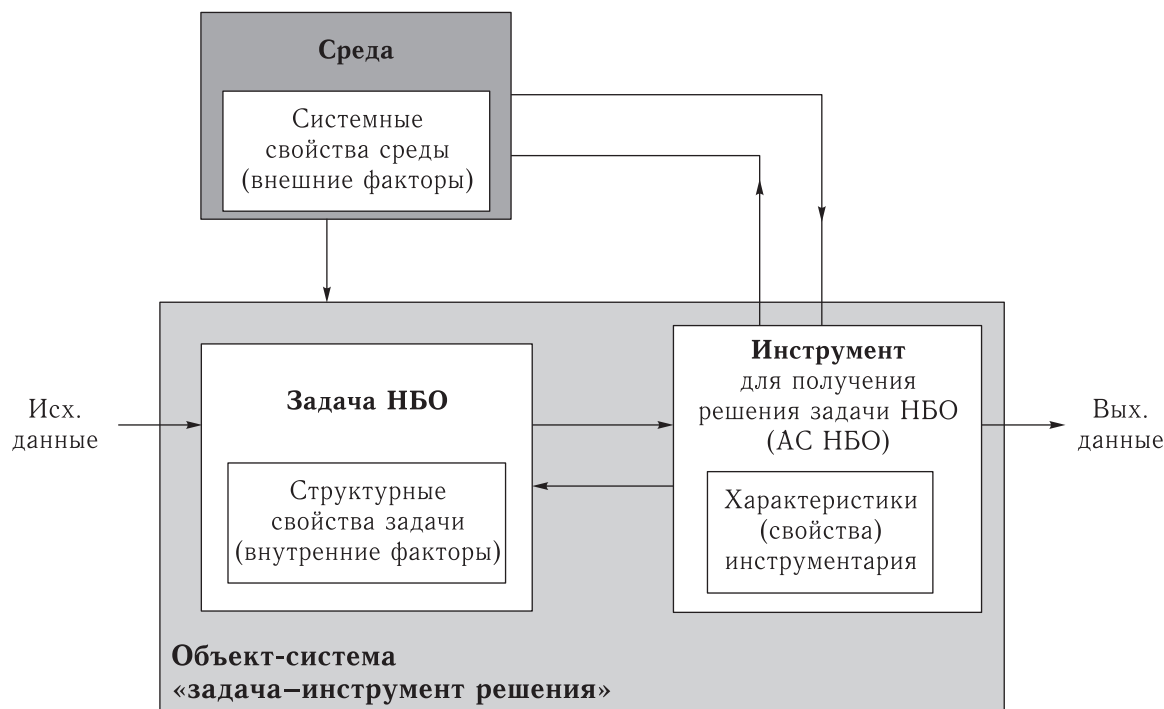 Среда
Системные
свойства среды
(внешние факторы)
Исх.
данные
Задача НБО
Структурные
свойства задачи
(внутренние факторы)
Инструмент
для получения
решения задачи НБО
(АС НБО)
Характеристики
(свойства)
инструментария
Вых.
данные
Объект-система
«задача–инструмент решения»